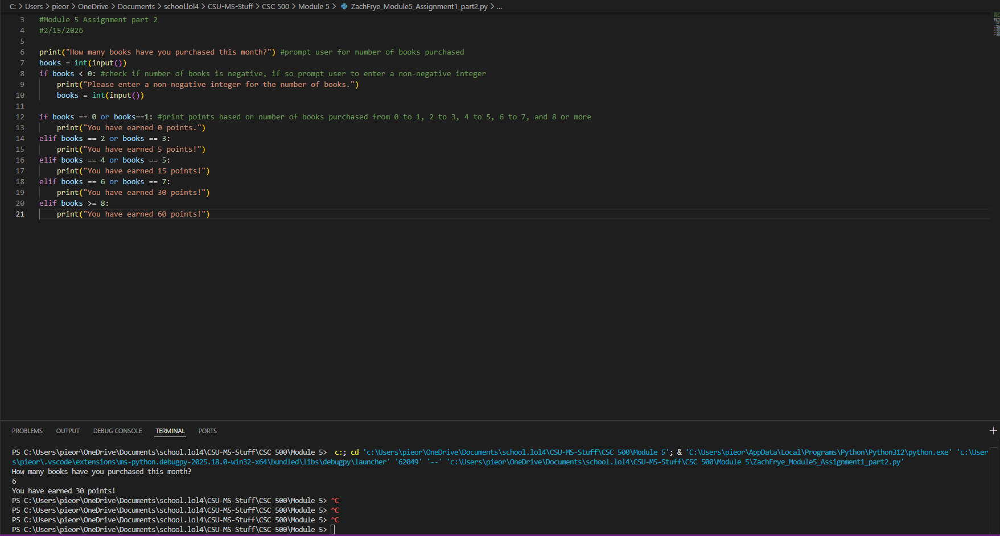 C: > Users > pieor > OneDrive > Documents > school.lol4 > CSU-MS-Stuff > CSC 500 > Module 5 > ZachFrye_Module5_Assignment1_part2.py > ...
3 #Module 5 Assignment part 2
4 #2/15/2026
5
6 print("How many books have you purchased this month?") #prompt user for number of books purchased
7 books = int(input())
8 if books < 0: #check if number of books is negative, if so prompt user to enter a non-negative integer
9     print("Please enter a non-negative integer for the number of books.")
10     books = int(input())
11
12 if books == 0 or books==1: #print points based on number of books purchased from 0 to 1, 2 to 3, 4 to 5, 6 to 7, and 8 or more
13     print("You have earned 0 points.")
14 elif books == 2 or books == 3:
15     print("You have earned 5 points!")
16 elif books == 4 or books == 5:
17     print("You have earned 15 points!")
18 elif books == 6 or books == 7:
19     print("You have earned 30 points!")
20 elif books >= 8:
21     print("You have earned 60 points!")
PROBLEMS OUTPUT DEBUG CONSOLE TERMINAL PORTS
PS C:\Users\pieor\OneDrive\Documents\school.lol4\CSU-MS-Stuff\CSC 500\Module 5>  c:; cd 'c:\Users\pieor\OneDrive\Documents\school.lol4\CSU-MS-Stuff\CSC 500\Module 5'; & 'C:\Users\pieor\AppData\Local\Programs\Python\Python312\python.exe' 'c:\User
s\pieor\.vscode\extensions\ms-python.debugpy-2025.18.0-win32-x64\bundled\libs\debugpy\launcher' '62049' '--' 'c:\Users\pieor\OneDrive\Documents\school.lol4\CSU-MS-Stuff\CSC 500\Module 5\ZachFrye_Module5_Assignment1_part2.py'
How many books have you purchased this month?
6
You have earned 30 points!
PS C:\Users\pieor\OneDrive\Documents\school.lol4\CSU-MS-Stuff\CSC 500\Module 5> ^C
PS C:\Users\pieor\OneDrive\Documents\school.lol4\CSU-MS-Stuff\CSC 500\Module 5> ^C
PS C:\Users\pieor\OneDrive\Documents\school.lol4\CSU-MS-Stuff\CSC 500\Module 5> ^C
PS C:\Users\pieor\OneDrive\Documents\school.lol4\CSU-MS-Stuff\CSC 500\Module 5>